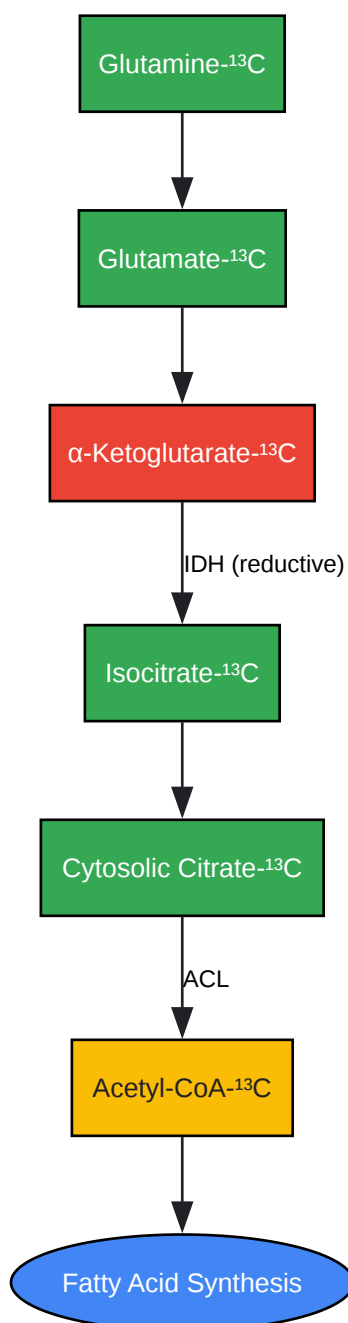 Glutamine-¹³C
Glutamate-¹³C
α-Ketoglutarate-¹³C
IDH (reductive)
Isocitrate-¹³C
Cytosolic Citrate-¹³C
ACL
Acetyl-CoA-¹³C
Fatty Acid Synthesis